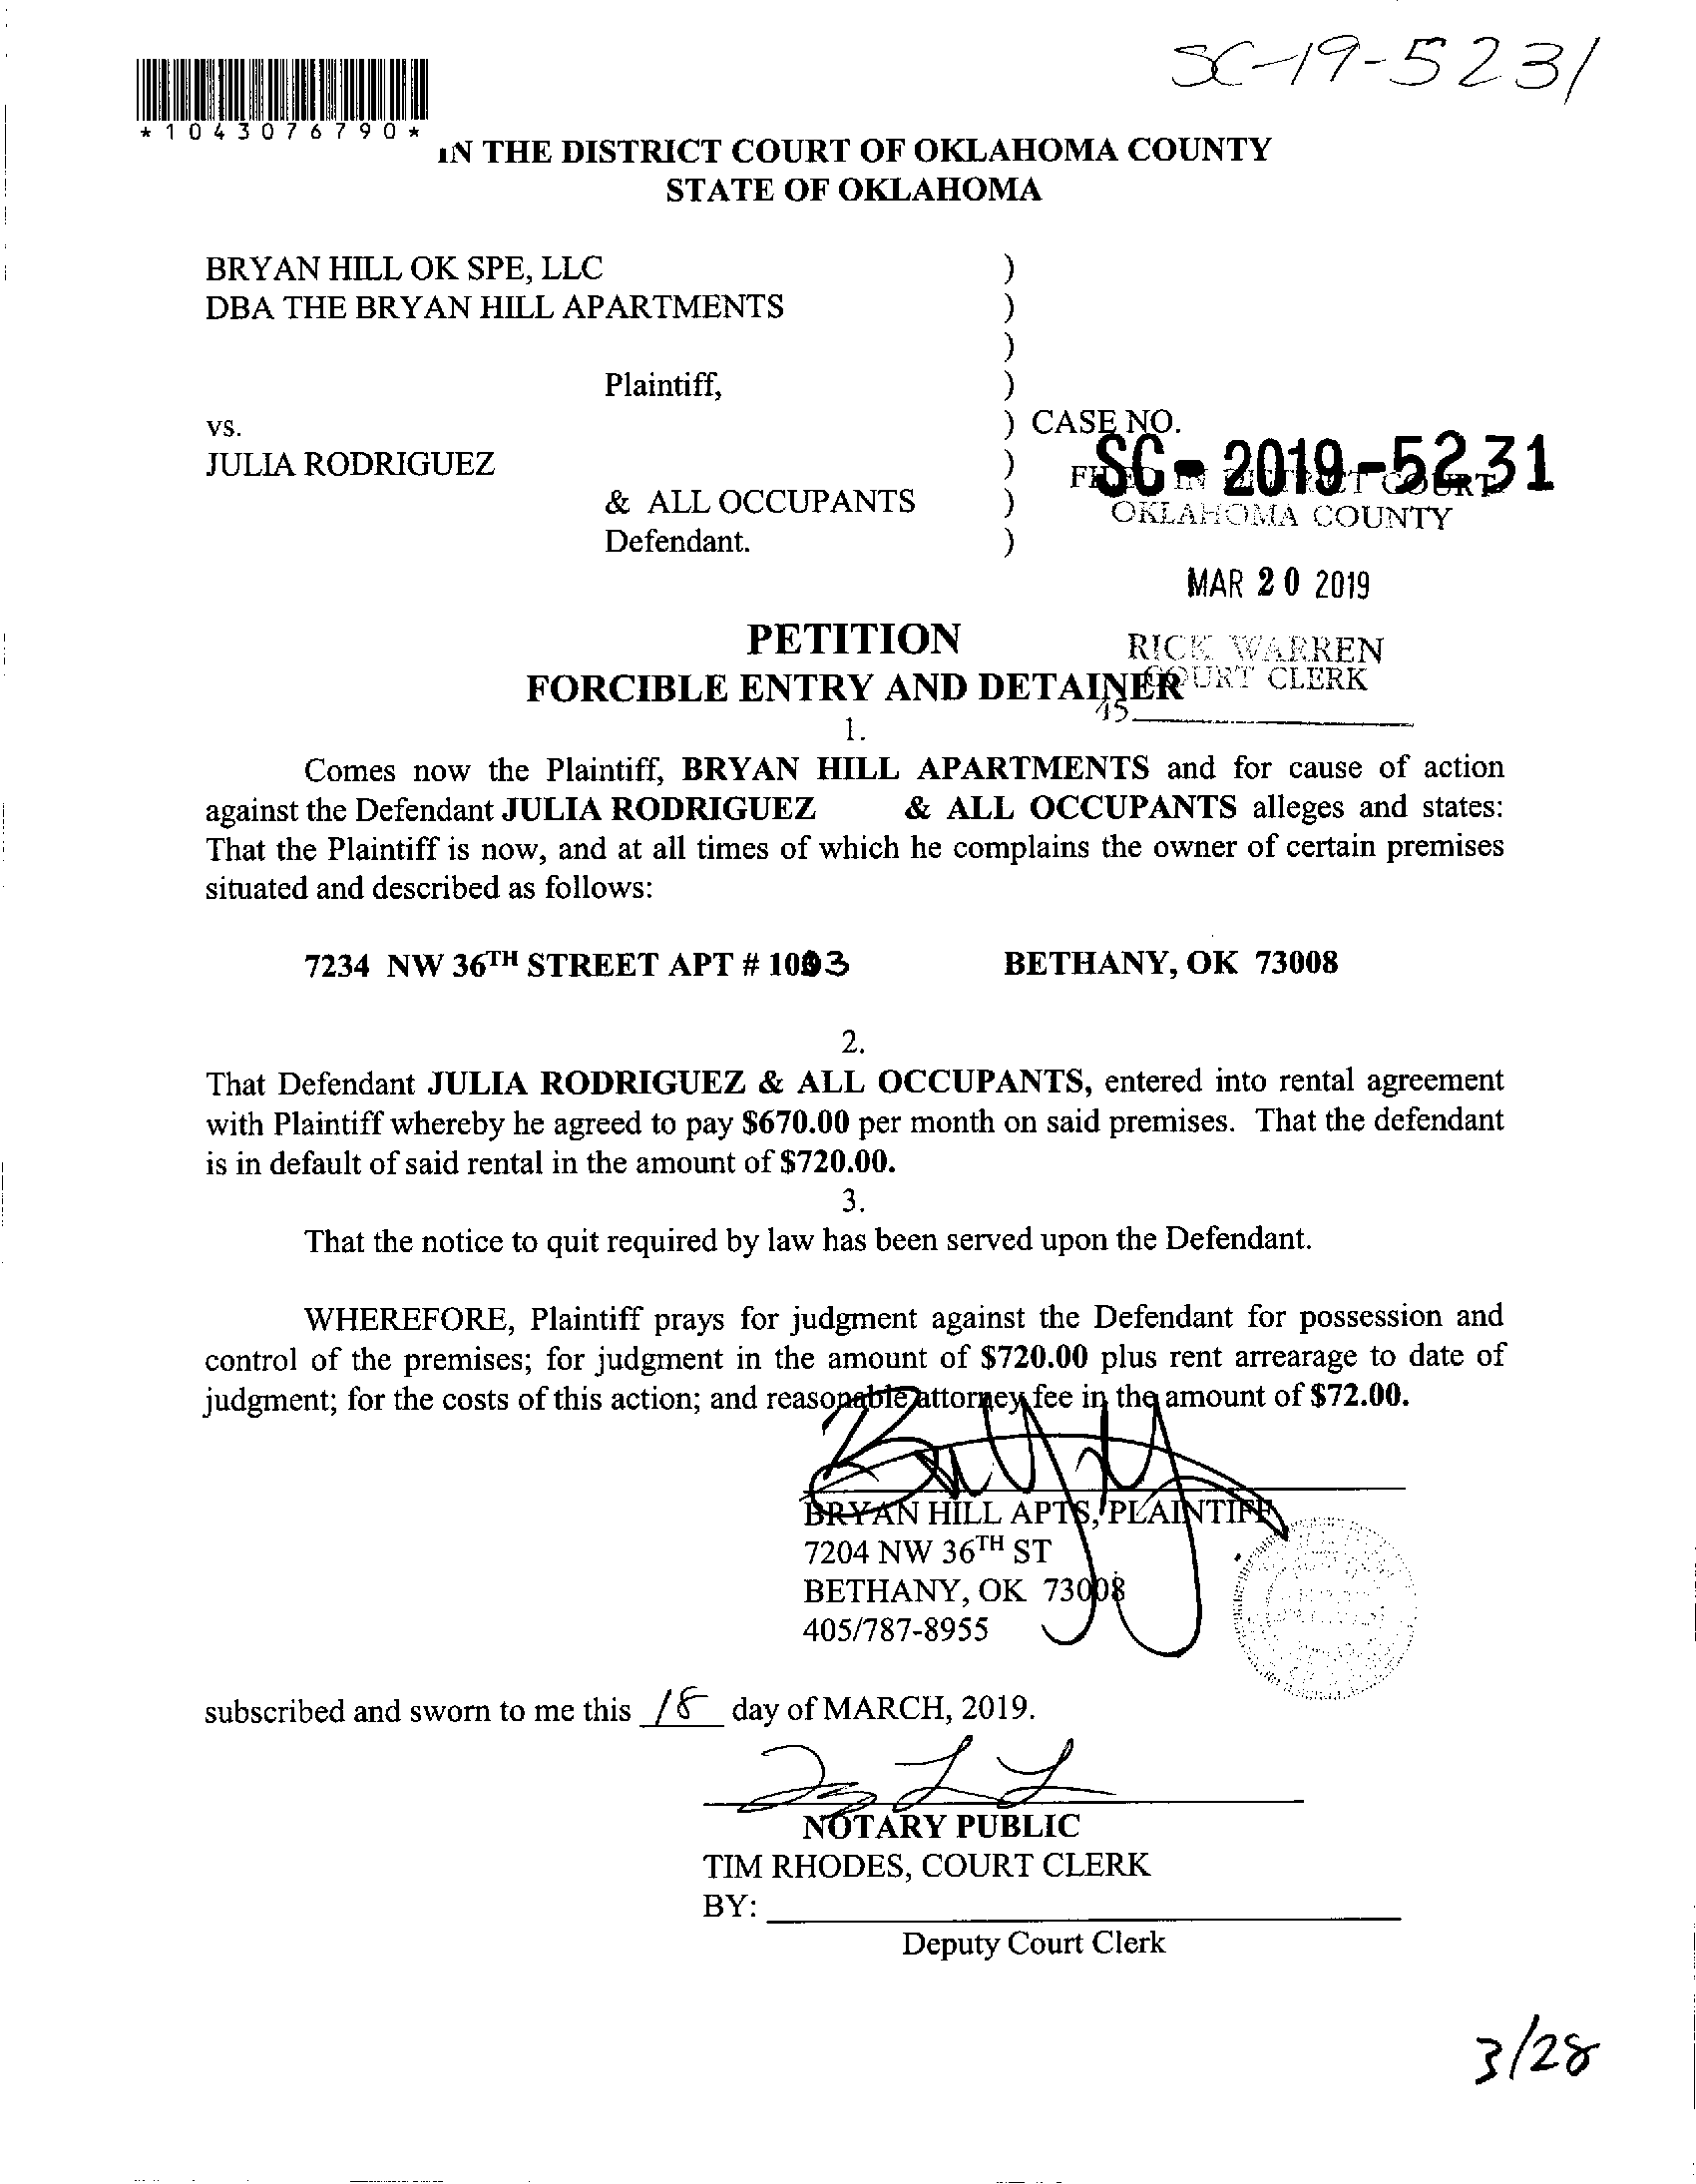 SC-19-5231
*1043076790*
IN THE DISTRICT COURT OF OKLAHOMA COUNTY
STATE OF OKLAHOMA
BRYAN HILL OK SPE, LLC )
DBA THE BRYAN HILL APARTMENTS )
)
Plaintiff, )
vs. ) CASE NO.
JULIA RODRIGUEZ ) SC-2019-5231
FILED IN DISTRICT COURT
& ALL OCCUPANTS ) OKLAHOMA COUNTY
Defendant. )
MAR 20 2019
PETITION
RICK WARREN
FORCIBLE ENTRY AND DETAINER
COURT CLERK
45
1.
Comes now the Plaintiff, BRYAN HILL APARTMENTS and for cause of action
against the Defendant JULIA RODRIGUEZ & ALL OCCUPANTS alleges and states:
That the Plaintiff is now, and at all times of which he complains the owner of certain premises
situated and described as follows:
7234 NW 36TH STREET APT # 1003 BETHANY, OK 73008
2.
That Defendant JULIA RODRIGUEZ & ALL OCCUPANTS, entered into rental agreement
with Plaintiff whereby he agreed to pay $670.00 per month on said premises. That the defendant
is in default of said rental in the amount of $720.00.
3.
That the notice to quit required by law has been served upon the Defendant.
WHEREFORE, Plaintiff prays for judgment against the Defendant for possession and
control of the premises; for judgment in the amount of $720.00 plus rent arrearage to date of
judgment; for the costs of this action; and reasonable attorney fee in the amount of $72.00.
BRYAN HILL APTS, PLAINTIFF
7204 NW 36TH ST
BETHANY, OK 73008
405/787-8955
subscribed and sworn to me this 18 day of MARCH, 2019.
NOTARY PUBLIC
TIM RHODES, COURT CLERK
BY:
Deputy Court Clerk
3/28